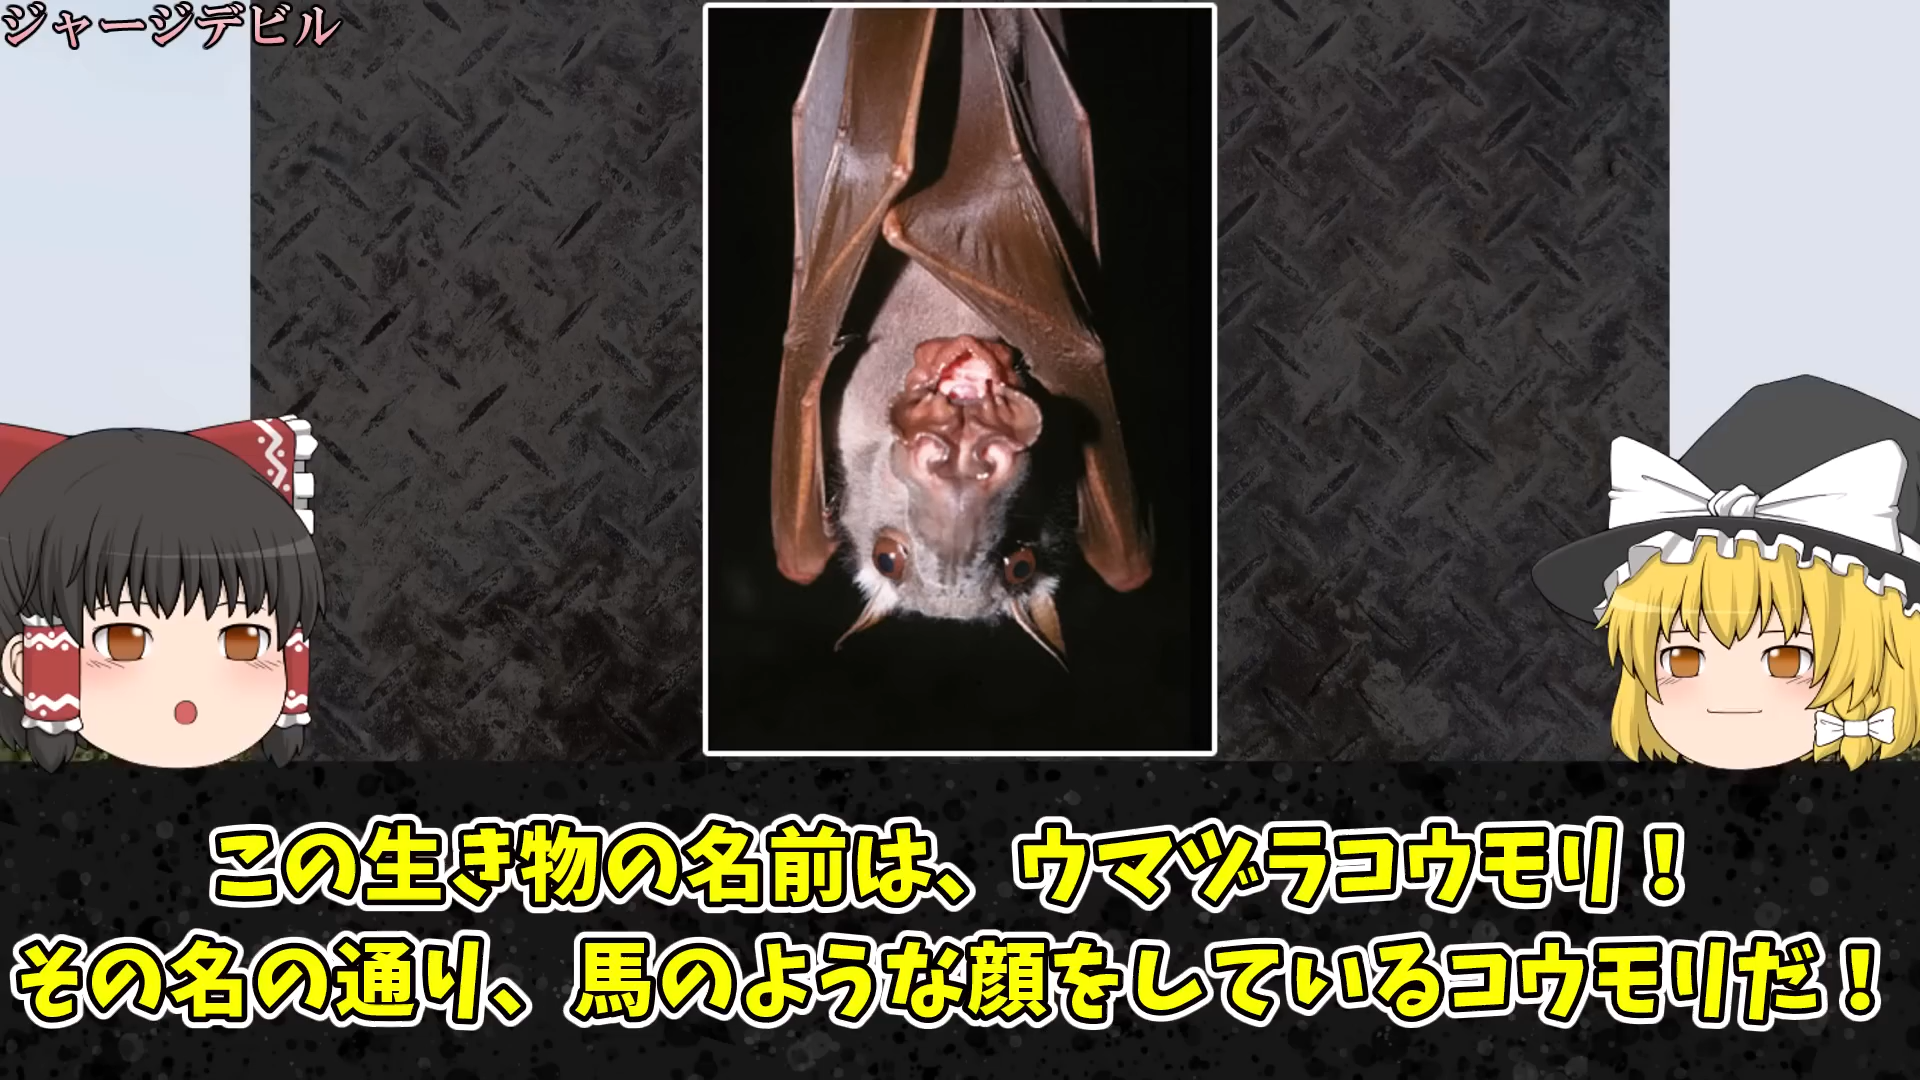 ジャージデビル
この生き物の名前は、ウマヅラコウモリ！
その名の通り、馬のような顔をしているコウモリだ！